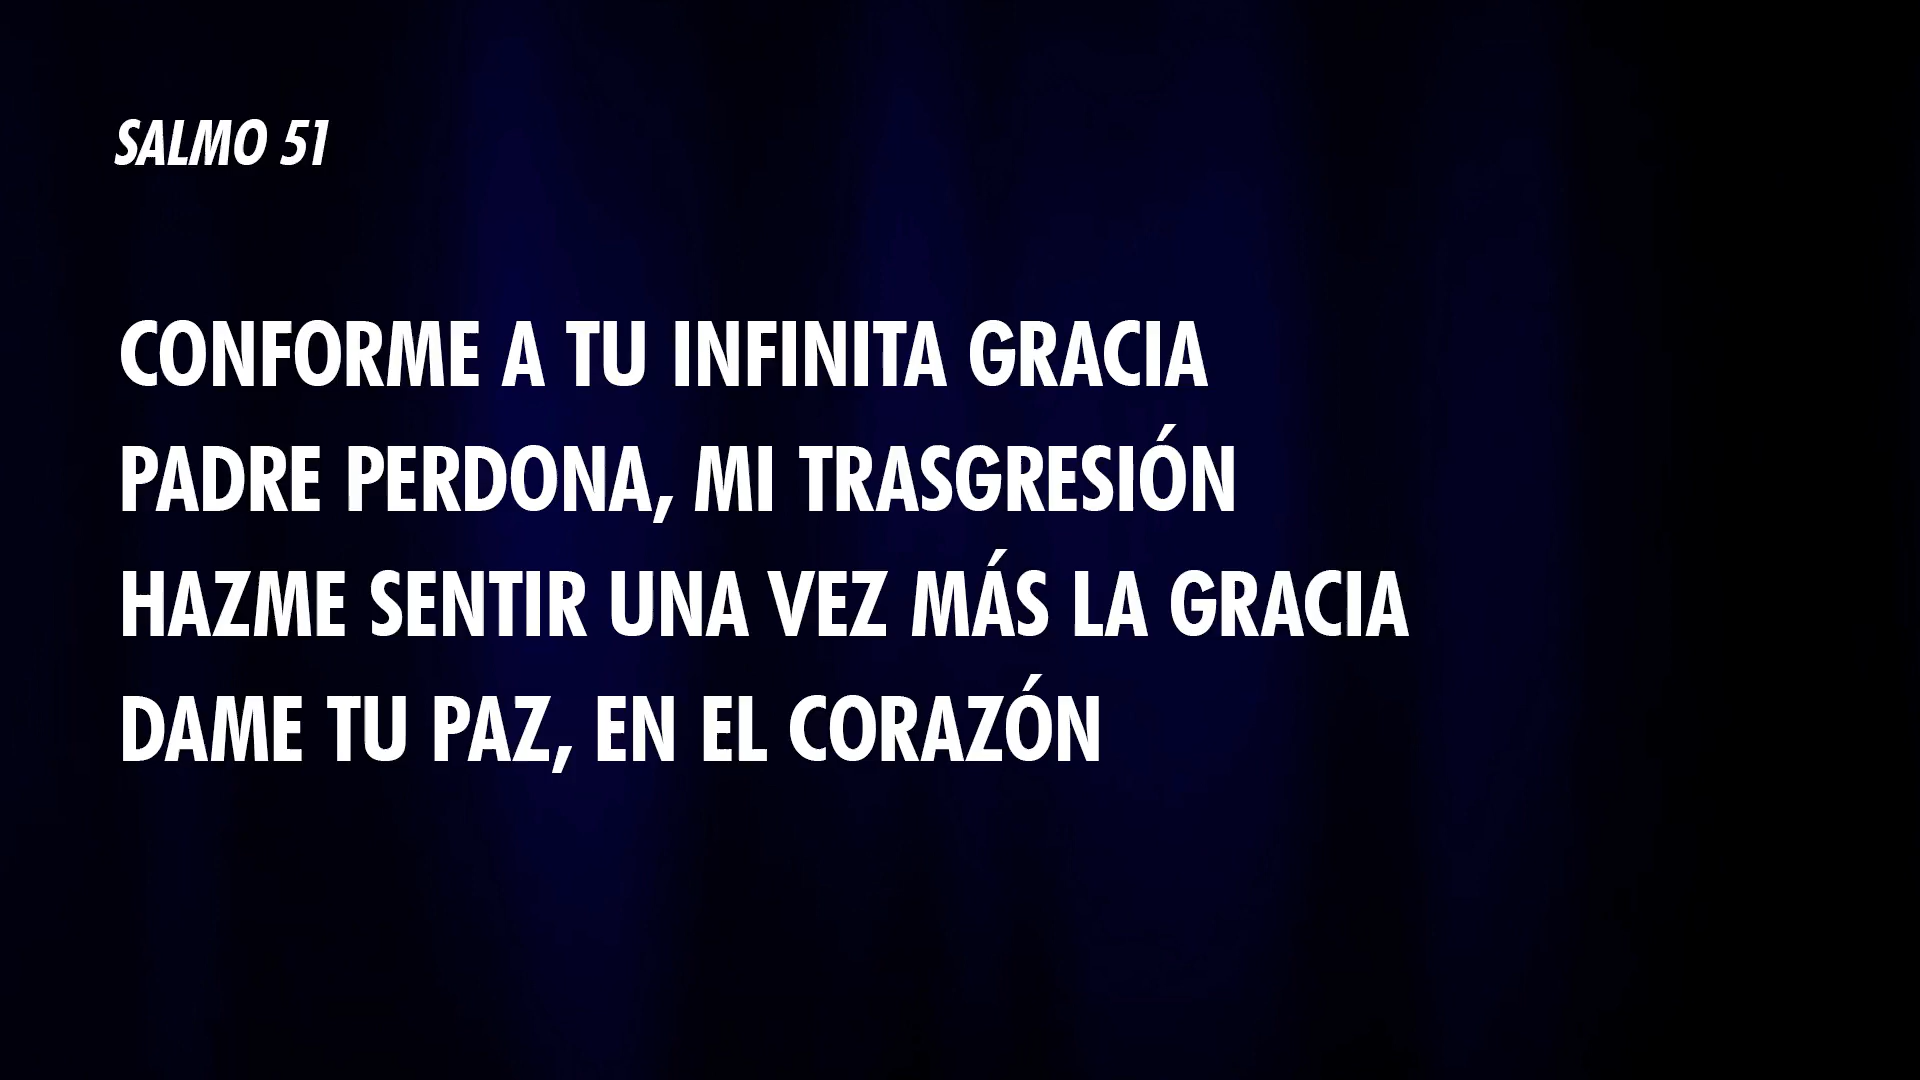 SALMO 51
CONFORME A TU INFINITA GRACIA
PADRE PERDONA, MI TRASGRESIÓN
HAZME SENTIR UNA VEZ MÁS LA GRACIA
DAME TU PAZ, EN EL CORAZÓN